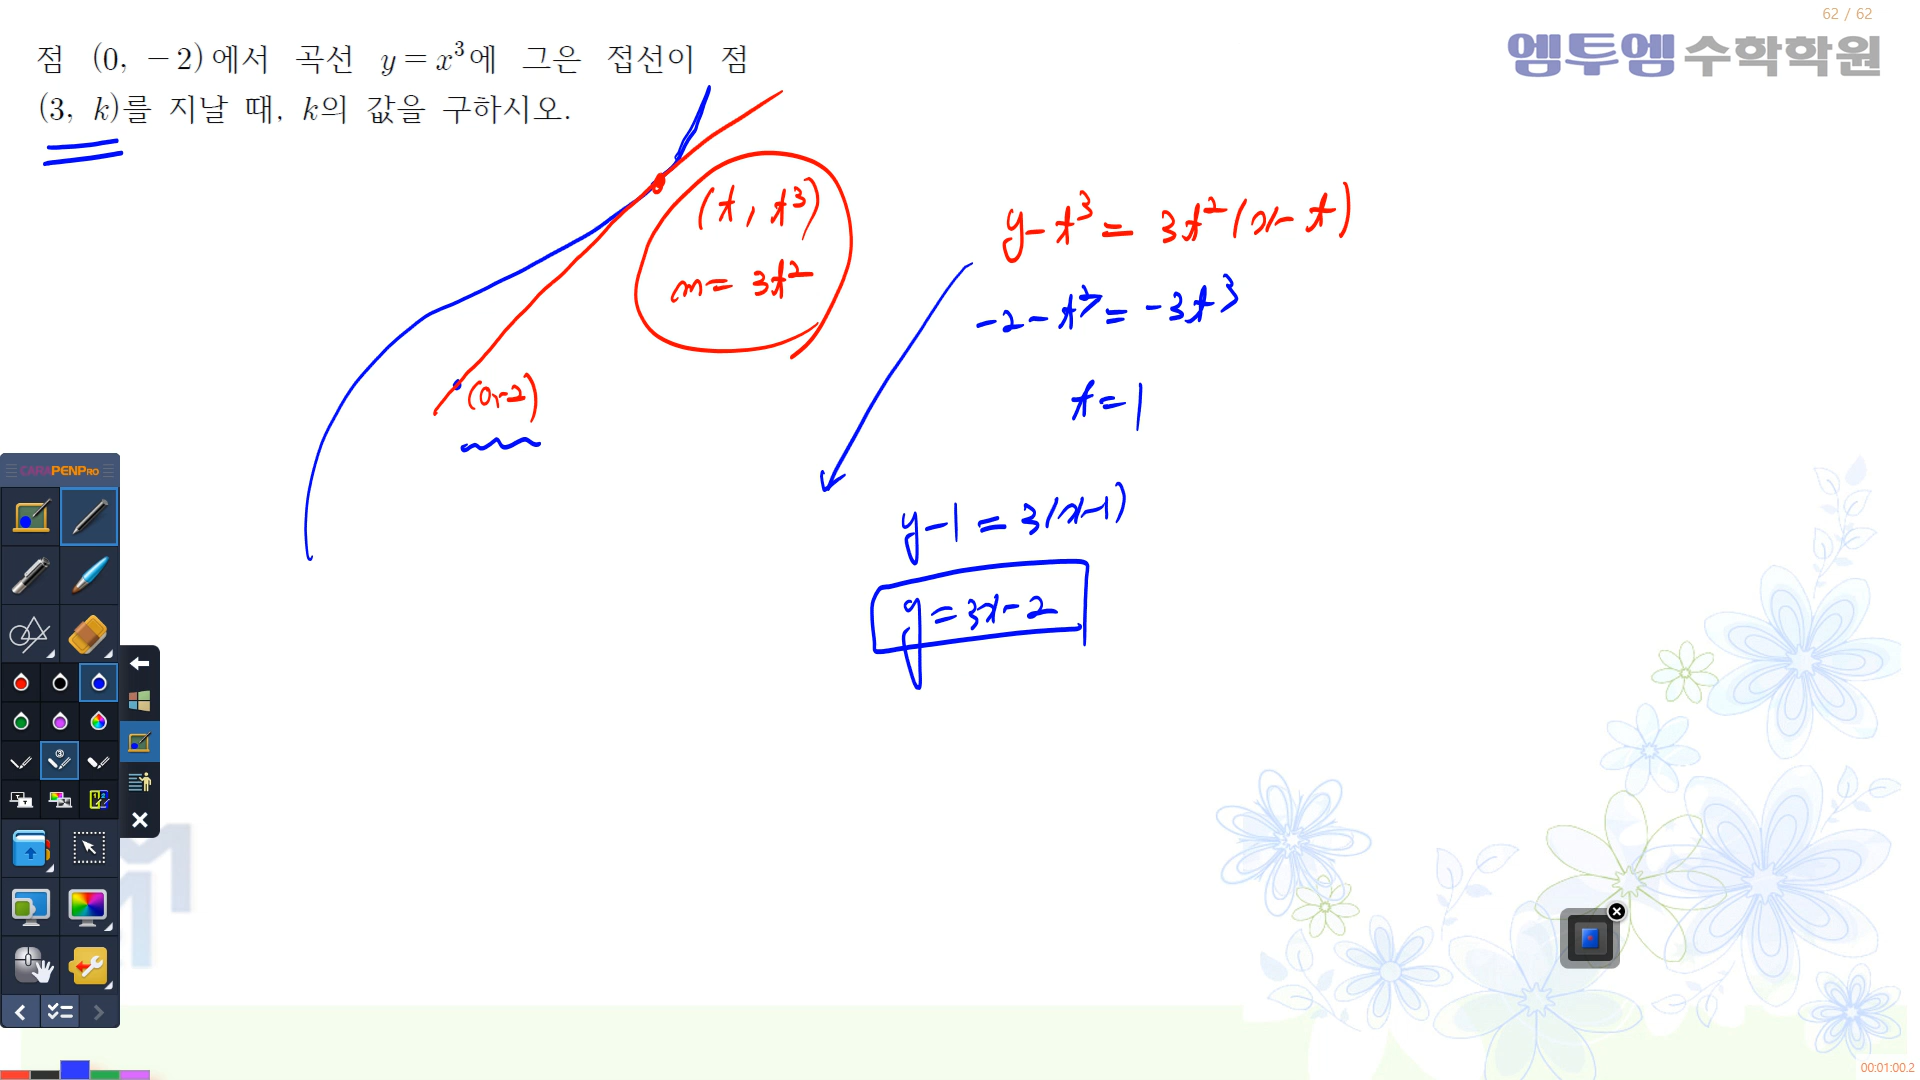 62 / 62
엠투엠 수학학원
점 (0, -2)에서 곡선 y=x³에 그은 접선이 점
(3, k)를 지날 때, k의 값을 구하시오.
(t, t³)
m= 3t²
(0,-2)
y-t³= 3t²(x-t)
-2-t³= -3t³
t=1
y-1=3(x-1)
y=3x-2
CARAPENPRO
00:01:00.2